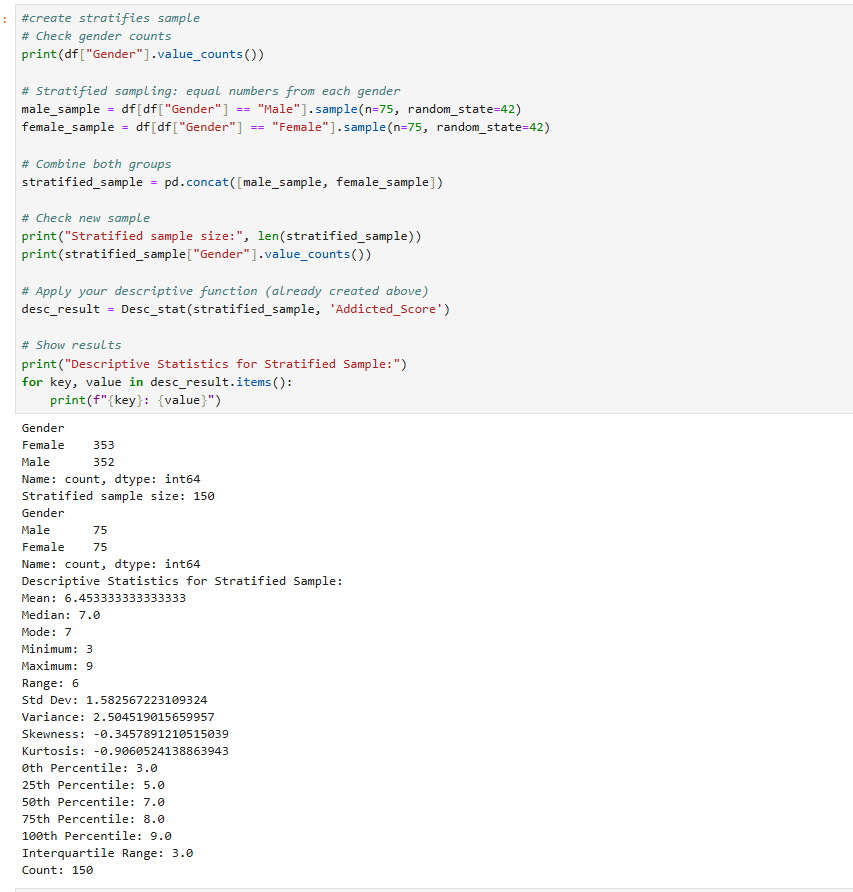 :
#create stratifies sample
# Check gender counts
print(df["Gender"].value_counts())

# Stratified sampling: equal numbers from each gender
male_sample = df[df["Gender"] == "Male"].sample(n=75, random_state=42)
female_sample = df[df["Gender"] == "Female"].sample(n=75, random_state=42)

# Combine both groups
stratified_sample = pd.concat([male_sample, female_sample])

# Check new sample
print("Stratified sample size:", len(stratified_sample))
print(stratified_sample["Gender"].value_counts())

# Apply your descriptive function (already created above)
desc_result = Desc_stat(stratified_sample, 'Addicted_Score')

# Show results
print("Descriptive Statistics for Stratified Sample:")
for key, value in desc_result.items():
    print(f"{key}: {value}")
Gender
Female    353
Male      352
Name: count, dtype: int64
Stratified sample size: 150
Gender
Male      75
Female    75
Name: count, dtype: int64
Descriptive Statistics for Stratified Sample:
Mean: 6.453333333333333
Median: 7.0
Mode: 7
Minimum: 3
Maximum: 9
Range: 6
Std Dev: 1.582567223109324
Variance: 2.504519015659957
Skewness: -0.3457891210515039
Kurtosis: -0.9060524138863943
0th Percentile: 3.0
25th Percentile: 5.0
50th Percentile: 7.0
75th Percentile: 8.0
100th Percentile: 9.0
Interquartile Range: 3.0
Count: 150